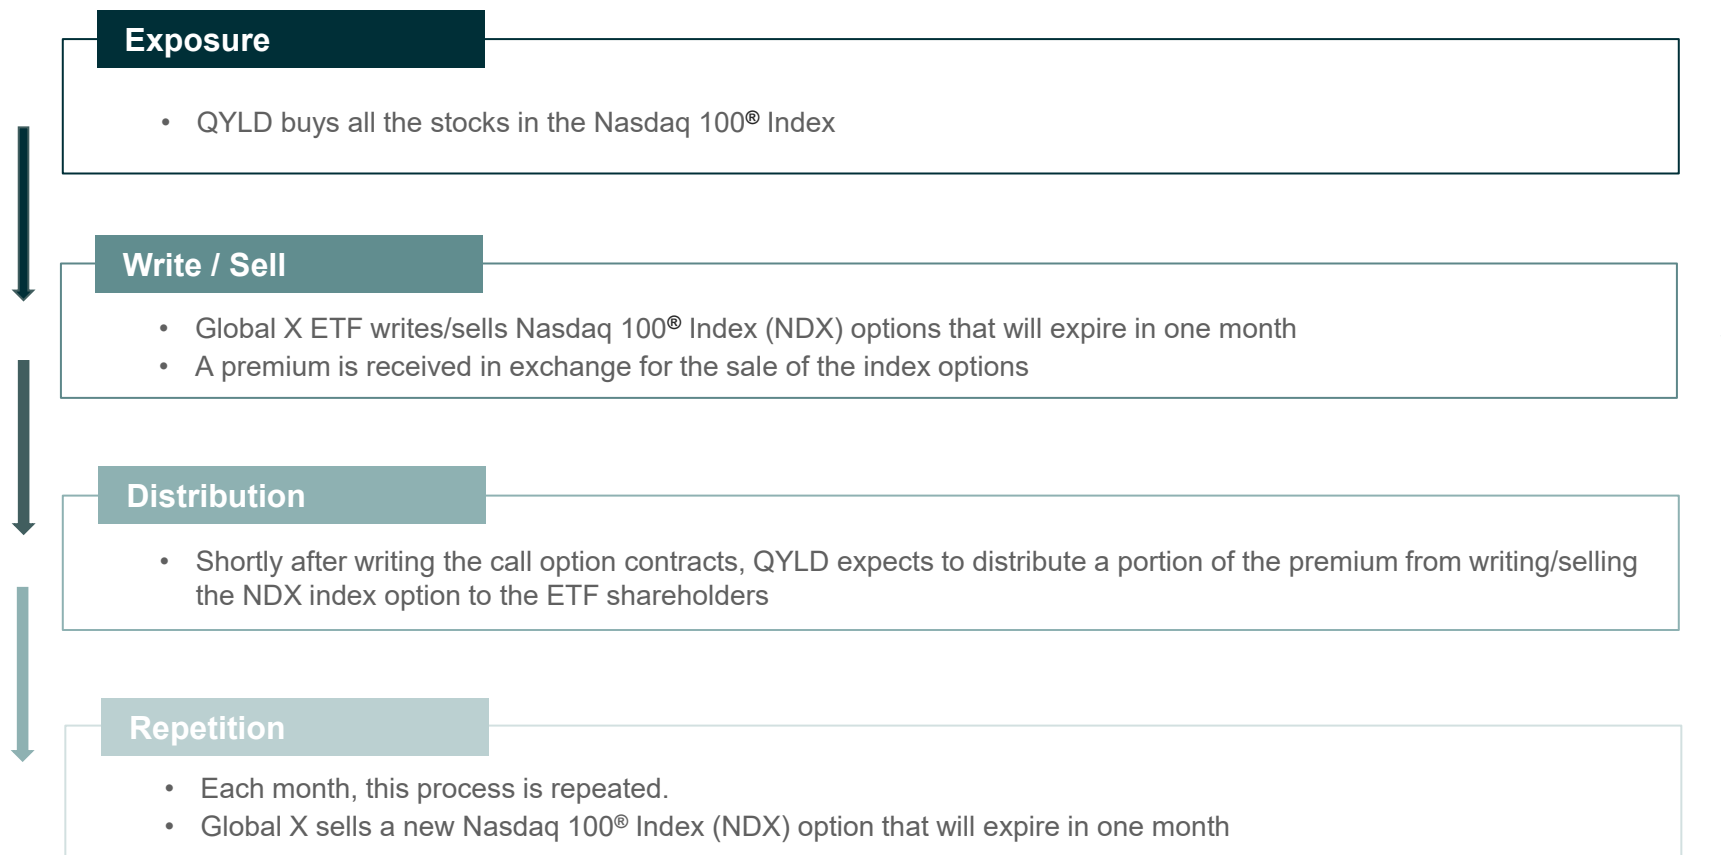 Exposure
• QYLD buys all the stocks in the Nasdaq 100® Index
Write / Sell
• Global X ETF writes/sells Nasdaq 100® Index (NDX) options that will expire in one month
• A premium is received in exchange for the sale of the index options
Distribution
• Shortly after writing the call option contracts, QYLD expects to distribute a portion of the premium from writing/selling
the NDX index option to the ETF shareholders
Repetition
• Each month, this process is repeated.
• Global X sells a new Nasdaq 100® Index (NDX) option that will expire in one month